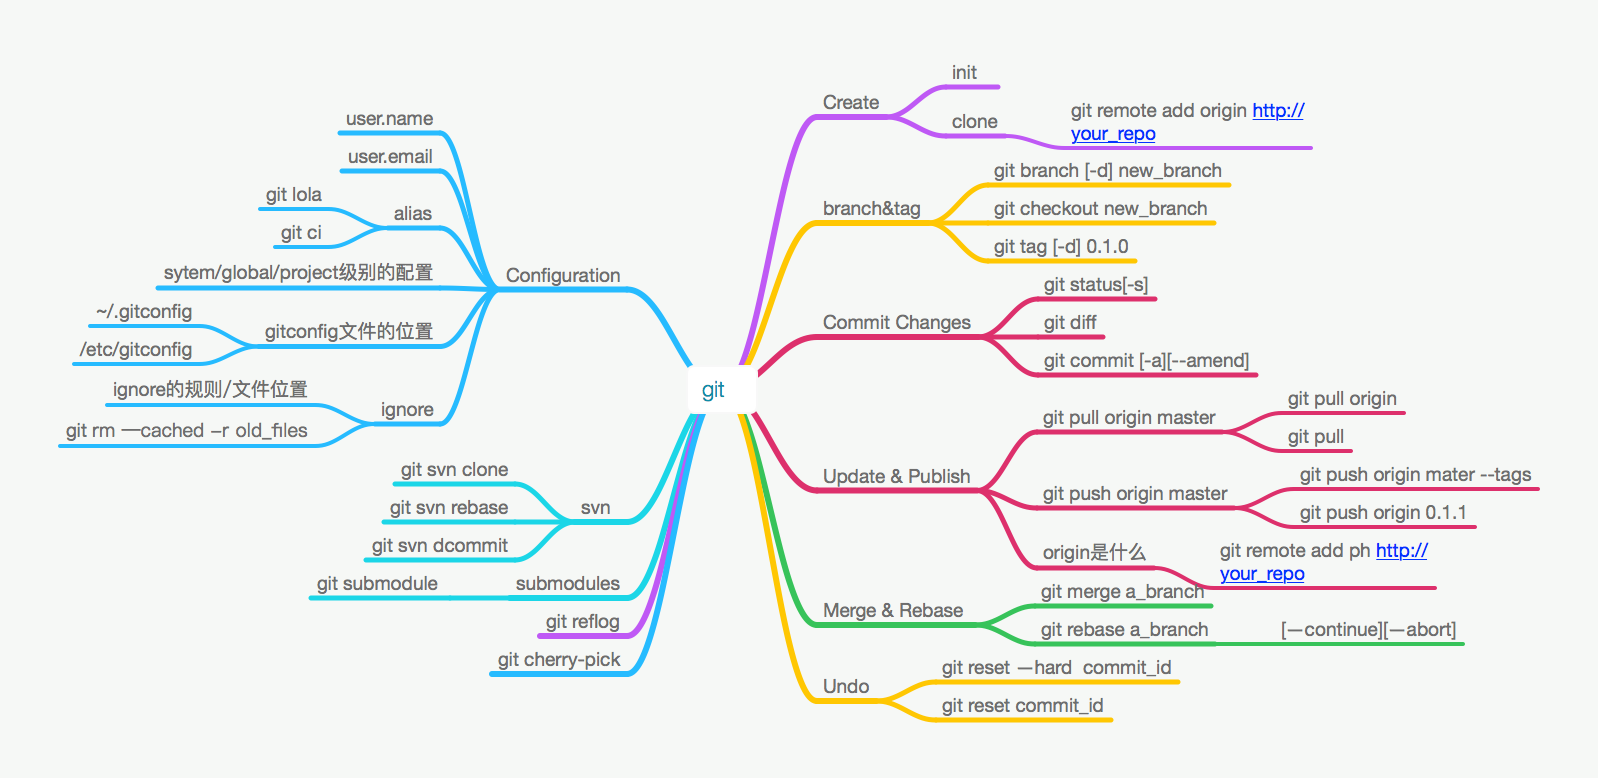 git
Configuration
user.name
user.email
alias
git lola
git ci
sytem/global/project级别的配置
gitconfig文件的位置
~/.gitconfig
/etc/gitconfig
ignore
ignore的规则/文件位置
git rm —cached –r old_files
svn
git svn clone
git svn rebase
git svn dcommit
submodules
git submodule
git reflog
git cherry-pick
Create
init
clone
git remote add origin http://
your_repo
branch&tag
git branch [-d] new_branch
git checkout new_branch
git tag [-d] 0.1.0
Commit Changes
git status[-s]
git diff
git commit [-a][--amend]
Update & Publish
git pull origin master
git pull origin
git pull
git push origin master
git push origin mater --tags
git push origin 0.1.1
origin是什么
git remote add ph http://
your_repo
Merge & Rebase
git merge a_branch
git rebase a_branch
[—continue][—abort]
Undo
git reset —hard  commit_id
git reset commit_id